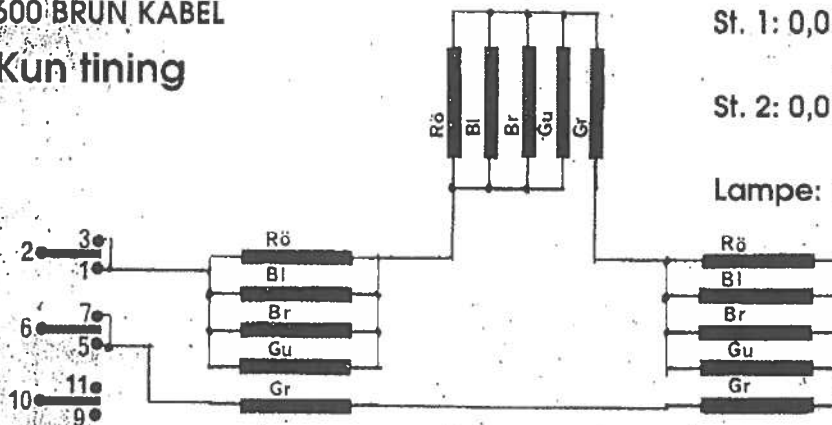 600 BRUN KABEL
Kun tining
St. 1: 0,0
St. 2: 0,0
Lampe:
Rö Bl Br Gu Gr
2 3 1
6 7 5
10 11 9
Rö
Bl
Br
Gu
Gr
Rö
Bl
Br
Gu
Gr